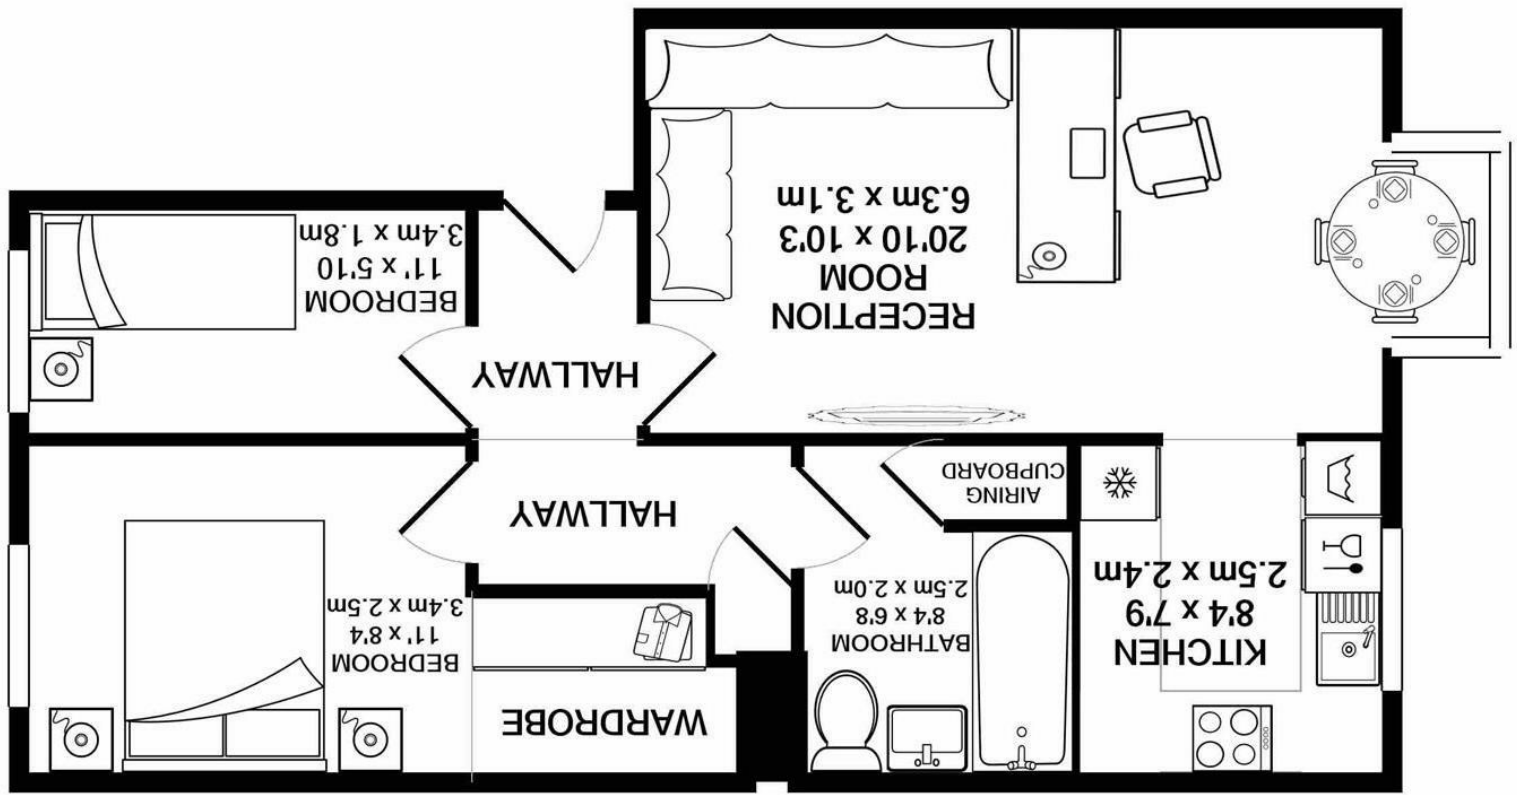 KITCHEN
8'4 x 7'9
2.5m x 2.4m
BATHROOM
8'4 x 6'8
2.5m x 2.0m
WARDROBE
BEDROOM
11' x 8'4
3.4m x 2.5m
AIRING
CUPBOARD
HALLWAY
HALLWAY
RECEPTION
ROOM
20'10 x 10'3
6.3m x 3.1m
BEDROOM
11' x 5'10
3.4m x 1.8m